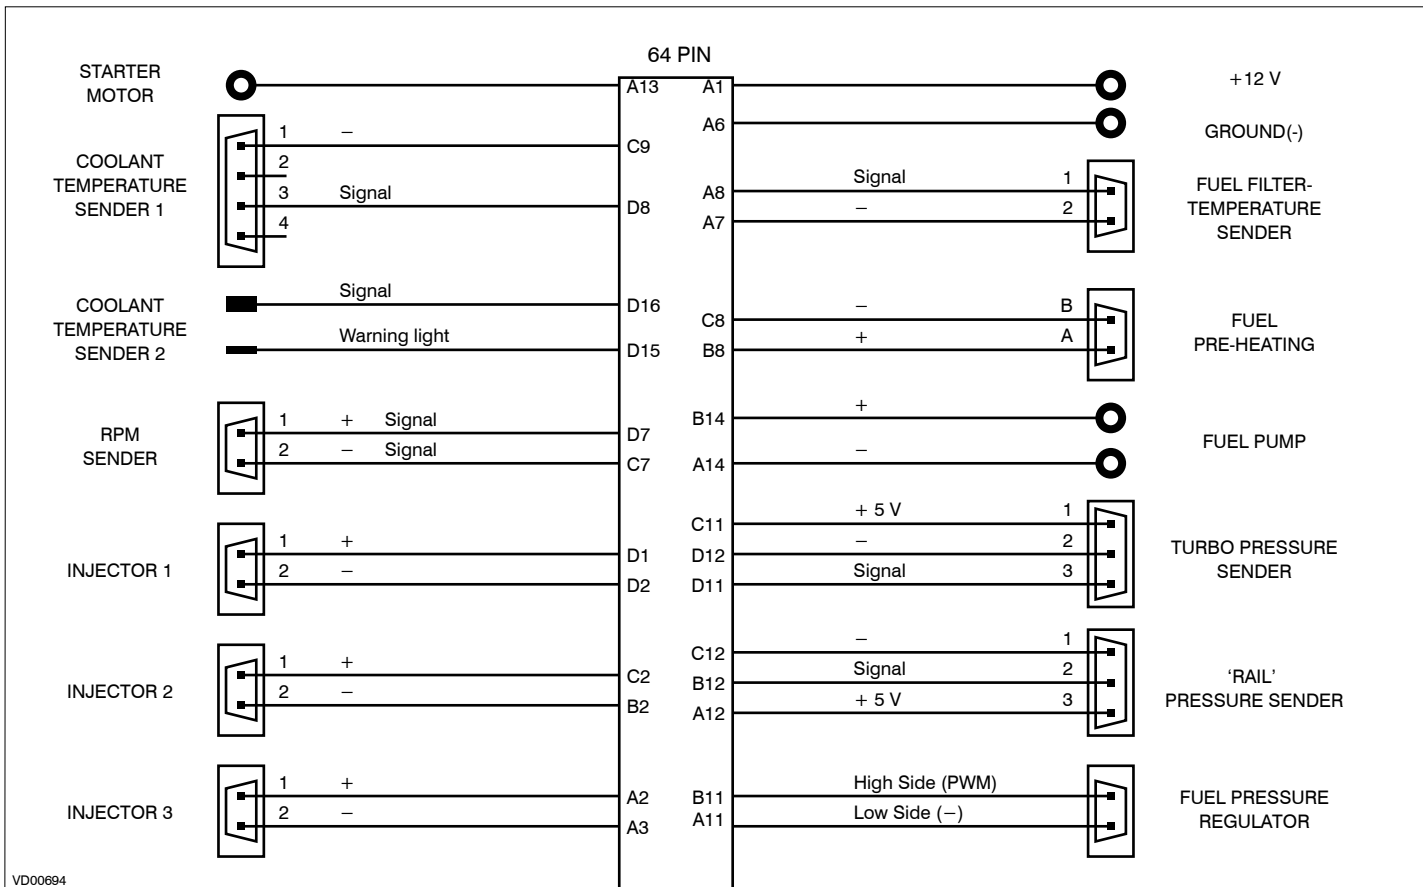 64 PIN
STARTER
MOTOR
A13
A1
+12 V
A6
GROUND(-)
COOLANT
TEMPERATURE
SENDER 1
1 −
2
3 Signal
4
C9
D8
A8
A7
Signal 1
− 2
FUEL FILTER-
TEMPERATURE
SENDER
COOLANT
TEMPERATURE
SENDER 2
Signal
Warning light
D16
D15
C8
B8
− B
+ A
FUEL
PRE-HEATING
RPM
SENDER
1 + Signal
2 − Signal
D7
C7
B14
A14
+
−
FUEL PUMP
INJECTOR 1
1 +
2 −
D1
D2
C11
D12
D11
+ 5 V 1
− 2
Signal 3
TURBO PRESSURE
SENDER
INJECTOR 2
1 +
2 −
C2
B2
C12
B12
A12
− 1
Signal 2
+ 5 V 3
‘RAIL’
PRESSURE SENDER
INJECTOR 3
1 +
2 −
A2
A3
B11
A11
High Side (PWM)
Low Side (−)
FUEL PRESSURE
REGULATOR
VD00694